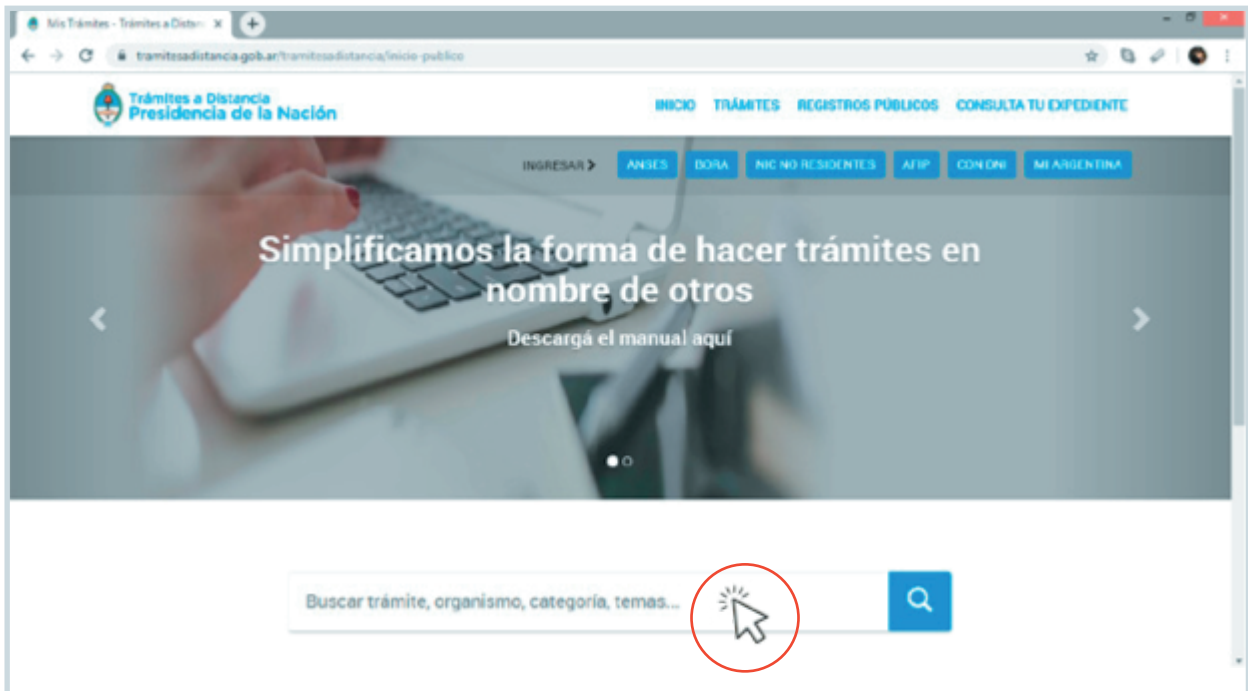 Mis Trámites - Trámites a Distan
tramitesadistancia.gob.ar/tramitesadistancia/inicio-publico
Trámites a Distancia
Presidencia de la Nación
INICIO TRÁMITES REGISTROS PÚBLICOS CONSULTA TU EXPEDIENTE
INGRESAR ANSES BORA NIC NO RESIDENTES AFIP CON DNI MI ARGENTINA
Simplificamos la forma de hacer trámites en
nombre de otros
Descargá el manual aquí
Buscar trámite, organismo, categoría, temas...